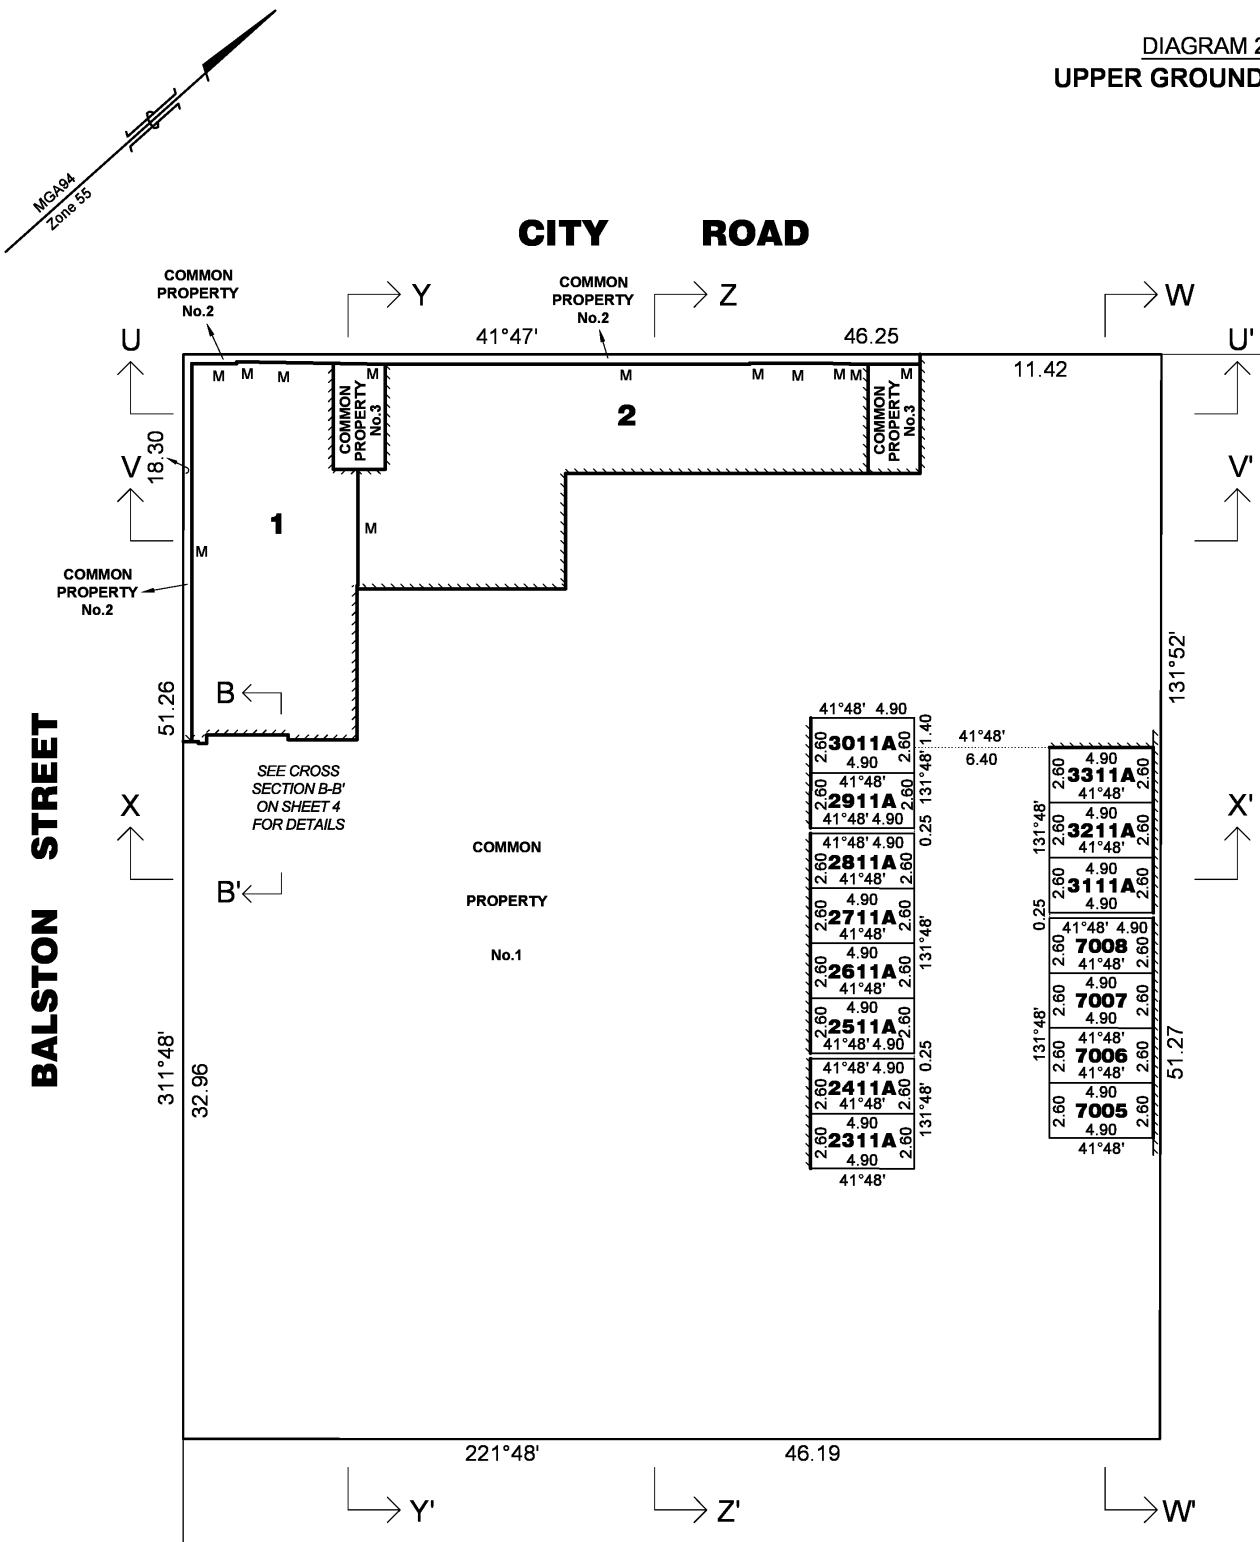 DIAGRAM 2
UPPER GROUND
MGA94
Zone 55
CITY ROAD
COMMON
PROPERTY
No.2
Y
COMMON
PROPERTY
No.2
Z
W
U
41°47'
46.25
U'
11.42
M M M M M M M M M M
COMMON
PROPERTY
No.3
2
COMMON
PROPERTY
No.3
18.30
V
V'
1
M
M
COMMON
PROPERTY
No.2
131°52'
51.26
B
BALSTON STREET
SEE CROSS
SECTION B-B'
ON SHEET 4
FOR DETAILS
X
X'
B'
COMMON
PROPERTY
No.1
41°48' 4.90
2.60 3011A 2.60
4.90
1.40
41°48'
6.40
41°48'
2.60 2911A 2.60
41°48' 4.90
131°48'
0.25
41°48' 4.90
2.60 2811A 2.60
41°48'
4.90
2.60 2711A 2.60
41°48'
131°48'
4.90
2.60 2611A 2.60
41°48'
2.60 2511A 2.60
41°48' 4.90
0.25
41°48' 4.90
2.60 2411A 2.60
41°48'
131°48'
4.90
2.60 2311A 2.60
4.90
41°48'
4.90
2.60 3311A 2.60
41°48'
131°48'
4.90
2.60 3211A 2.60
41°48'
4.90
2.60 3111A 2.60
4.90
0.25
41°48' 4.90
2.60 7008 2.60
41°48'
4.90
2.60 7007 2.60
4.90
131°48'
41°48'
2.60 7006 2.60
41°48'
4.90
2.60 7005 2.60
4.90
41°48'
51.27
311°48'
32.96
221°48'
46.19
Y'
Z'
W'